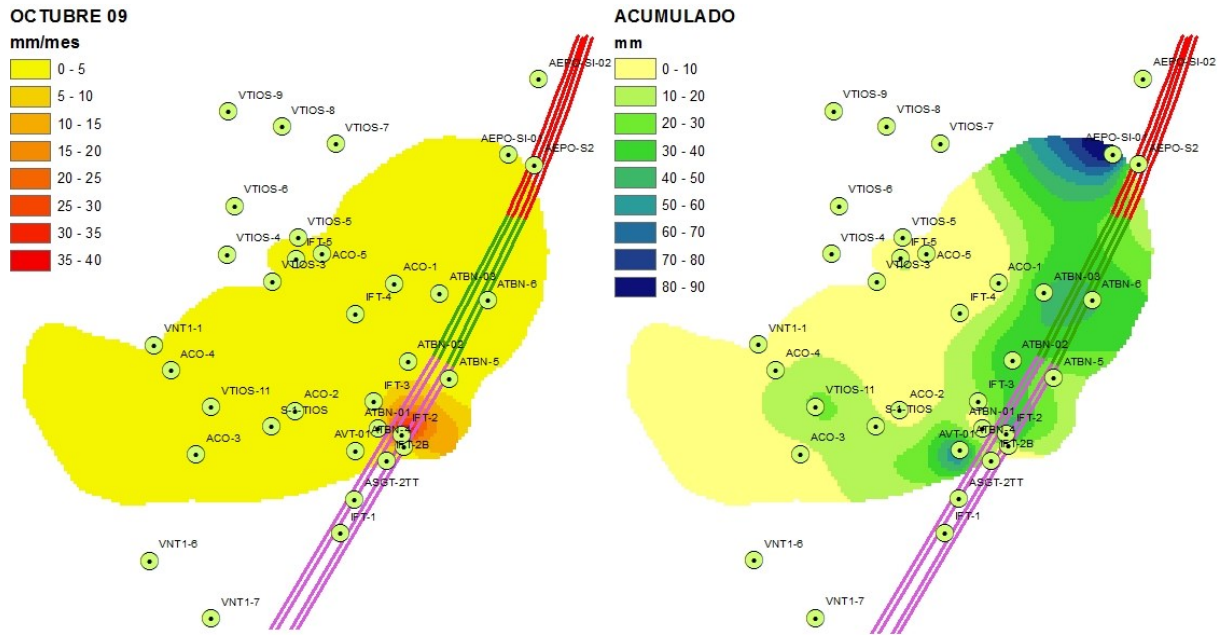 OCTUBRE 09
mm/mes
0 - 5
5 - 10
10 - 15
15 - 20
20 - 25
25 - 30
30 - 35
35 - 40
AEPO-SI-02
VTIOS-9
VTIOS-8
VTIOS-7
AEPO-S2
VTIOS-6
VTIOS-5
VTIOS-4
IFT-5
ACO-5
VTIOS-3
ACO-1
ATBN-03
ATBN-6
IFT-4
VNT1-1
ATBN-02
ACO-4
ATBN-5
VTIOS-11
ACO-2
IFT-3
S-1-TIOS
ATBN-01
IFT-2
ATBN-4
ACO-3
AVT-01
IFT-2B
ASGT-2TT
IFT-1
VNT1-6
VNT1-7
ACUMULADO
mm
0 - 10
10 - 20
20 - 30
30 - 40
40 - 50
50 - 60
60 - 70
70 - 80
80 - 90
AEPO-SI-02
VTIOS-9
VTIOS-8
VTIOS-7
AEPO-S2
VTIOS-6
VTIOS-5
VTIOS-4
IFT-5
ACO-5
VTIOS-3
ACO-1
ATBN-03
ATBN-6
IFT-4
VNT1-1
ATBN-02
ACO-4
ATBN-5
VTIOS-11
ACO-2
IFT-3
S-1-TIOS
ATBN-01
IFT-2
ATBN-4
ACO-3
AVT-01
IFT-2B
ASGT-2TT
IFT-1
VNT1-6
VNT1-7